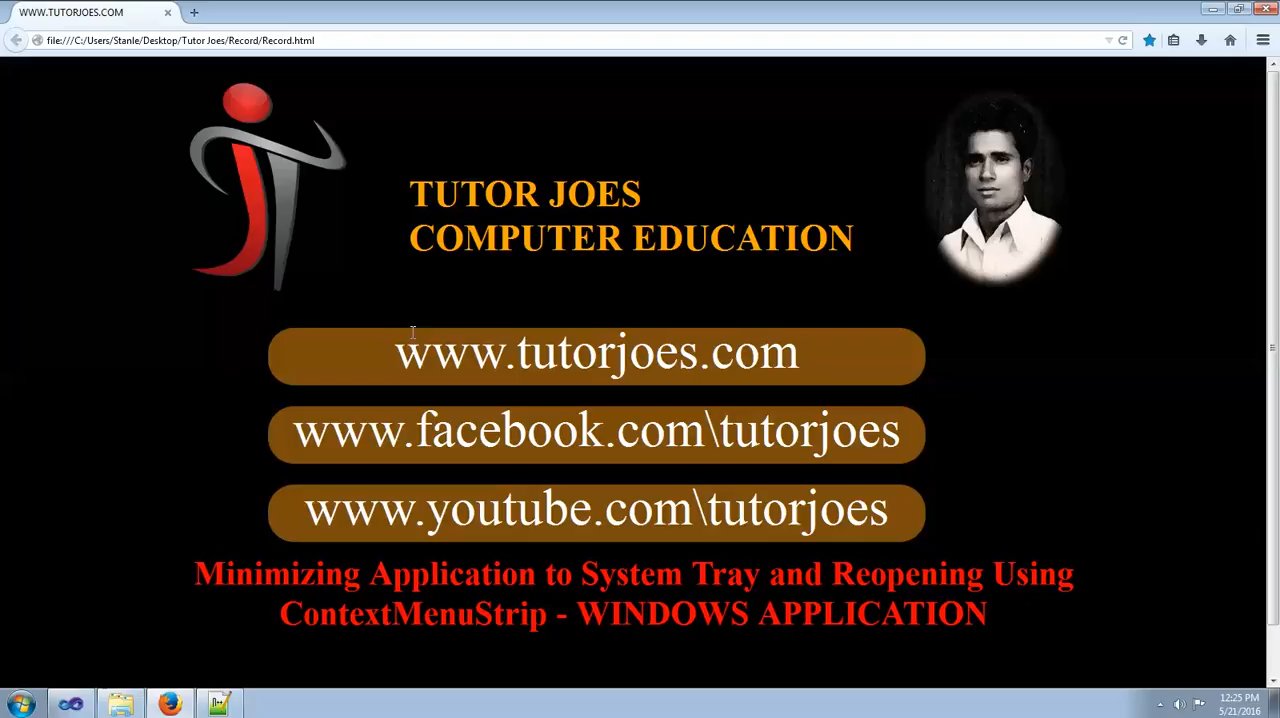 WWW.TUTORJOES.COM
file:///C:/Users/Stanle/Desktop/Tutor Joes/Record/Record.html
TUTOR JOES
COMPUTER EDUCATION
www.tutorjoes.com
www.facebook.com\tutorjoes
www.youtube.com\tutorjoes
Minimizing Application to System Tray and Reopening Using
ContextMenuStrip - WINDOWS APPLICATION
12:25 PM
5/21/2016